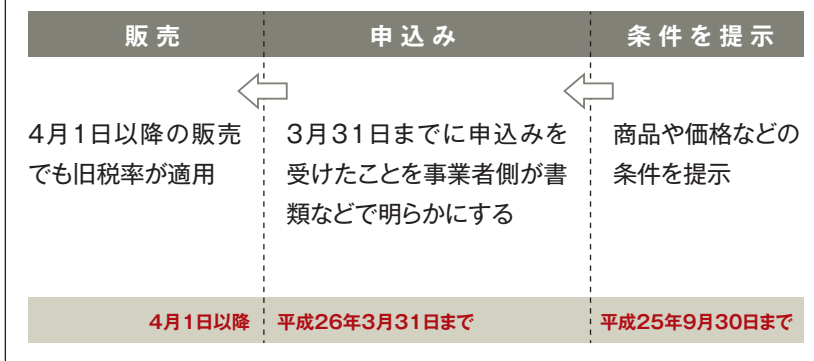 販売
申込み
条件を提示
4月1日以降の販売
でも旧税率が適用
3月31日までに申込みを
受けたことを事業者側が書
類などで明らかにする
商品や価格などの
条件を提示
4月1日以降
平成26年3月31日まで
平成25年9月30日まで